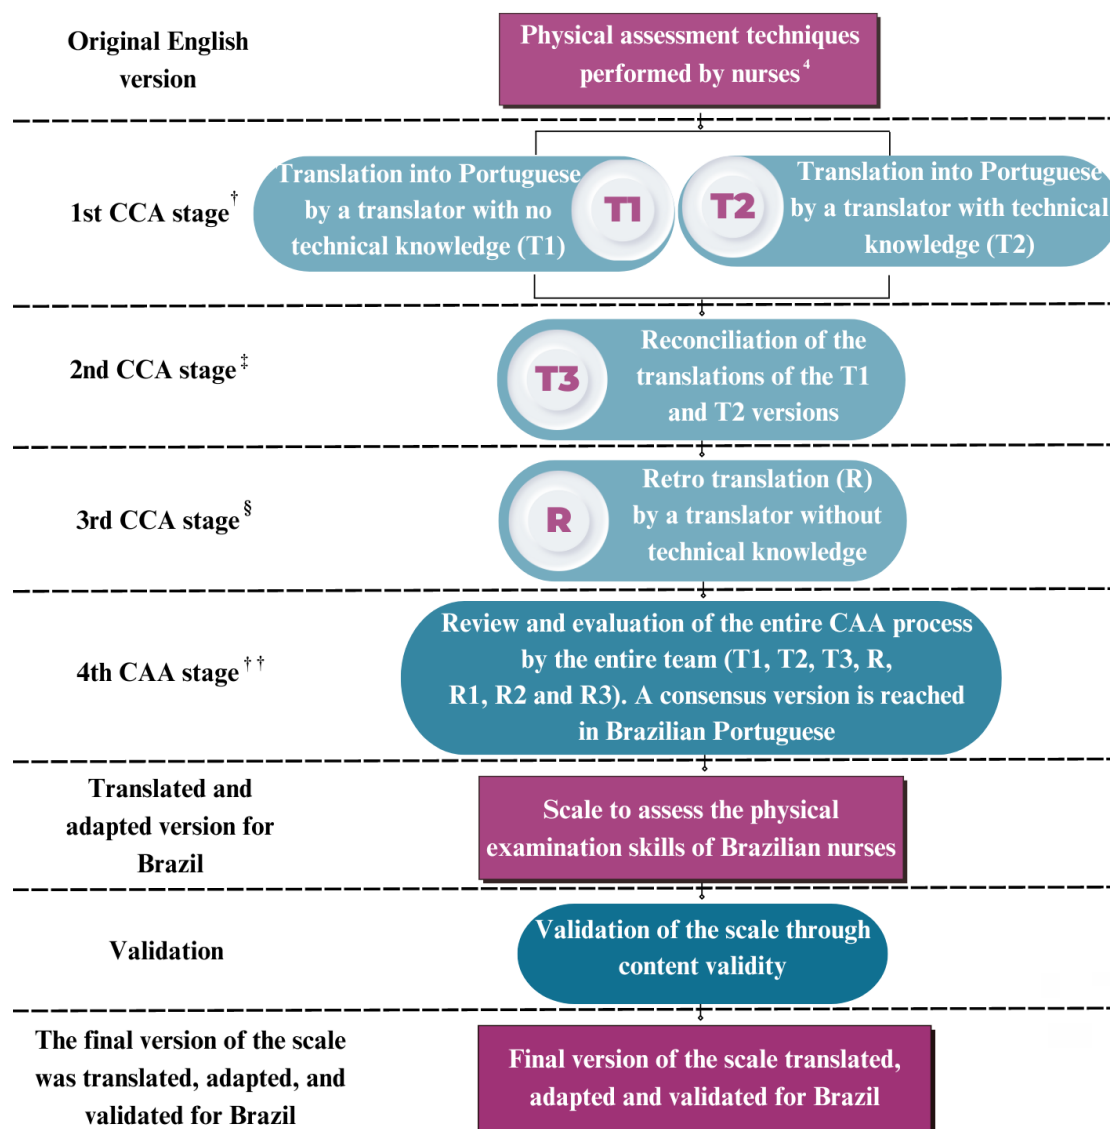 Original English
version
Physical assessment techniques
performed by nurses⁴
1st CCA stage†
Translation into Portuguese
by a translator with no
technical knowledge (T1)
T1
T2
Translation into Portuguese
by a translator with technical
knowledge (T2)
2nd CCA stage‡
T3
Reconciliation of the
translations of the T1
and T2 versions
3rd CCA stage§
R
Retro translation (R)
by a translator without
technical knowledge
4th CAA stage††
Review and evaluation of the entire CAA process
by the entire team (T1, T2, T3, R,
R1, R2 and R3). A consensus version is reached
in Brazilian Portuguese
Translated and
adapted version for
Brazil
Scale to assess the physical
examination skills of Brazilian nurses
Validation
Validation of the scale through
content validity
The final version of the scale
was translated, adapted, and
validated for Brazil
Final version of the scale translated,
adapted and validated for Brazil